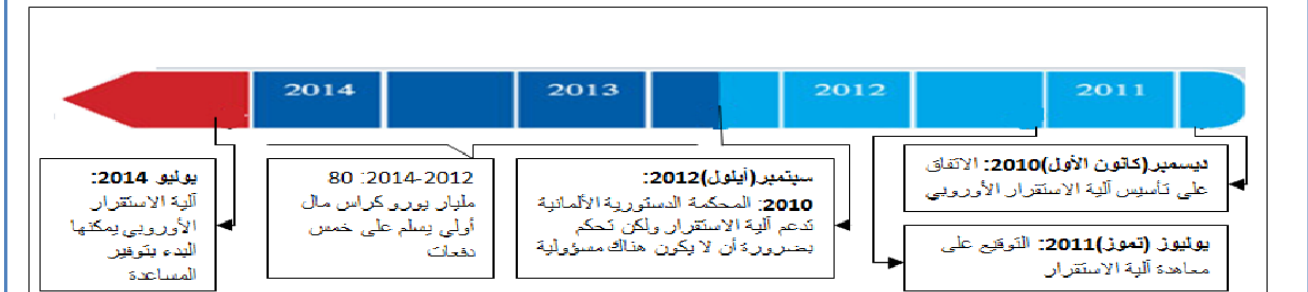 2011
2012
2013
2014
ديسمبر(كانون الأول)2010: الاتفاق
على تأسيس آلية الاستقرار الأوروبي
يوليوز (تموز)2011: التوقيع على
معاهدة آلية الاستقرار
سبتمبر(أيلول)2012:
2010: المحكمة الدستورية الألمانية
تدعم آلية الاستقرار ولكن تحكم
بضرورة أن لا يكون هناك مسؤولية
2012-2014: 80
مليار يورو كراس مال
أولي يسلم على خمس
دفعات
يوليو 2014:
آلية الاستقرار
الأوروبي يمكنها
البدء بتوفير
المساعدة